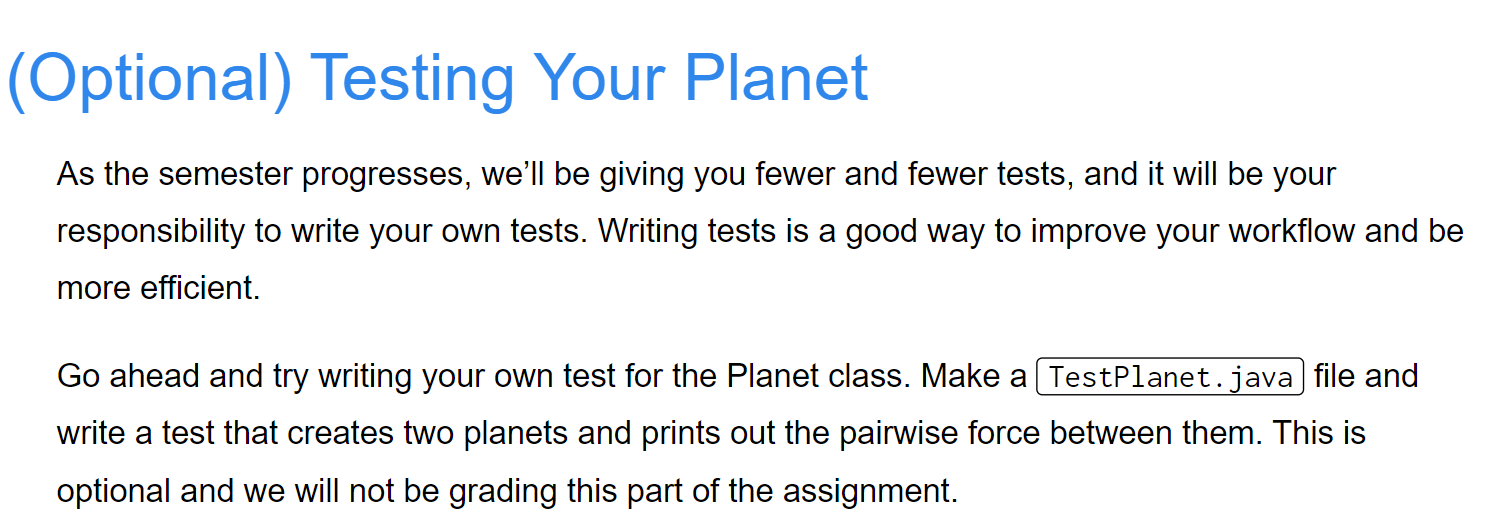 (Optional) Testing Your Planet
As the semester progresses, we’ll be giving you fewer and fewer tests, and it will be your
responsibility to write your own tests. Writing tests is a good way to improve your workflow and be
more efficient.
Go ahead and try writing your own test for the Planet class. Make a TestPlanet.java file and
write a test that creates two planets and prints out the pairwise force between them. This is
optional and we will not be grading this part of the assignment.